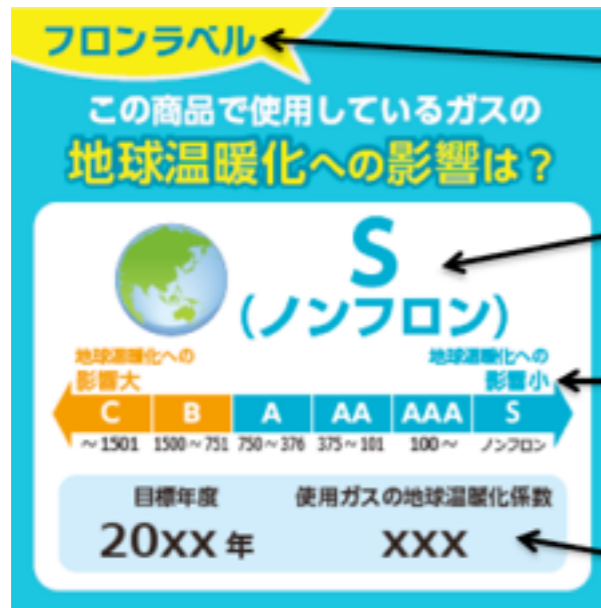 フロンラベル
この商品で使用しているガスの
地球温暖化への影響は？
S
(ノンフロン)
地球温暖化への 地球温暖化への
影響大 影響小
C B A AA AAA S
～1501 1500～751 750～376 375～101 100～ ノンフロン
目標年度 使用ガスの地球温暖化係数
20XX 年 XXX